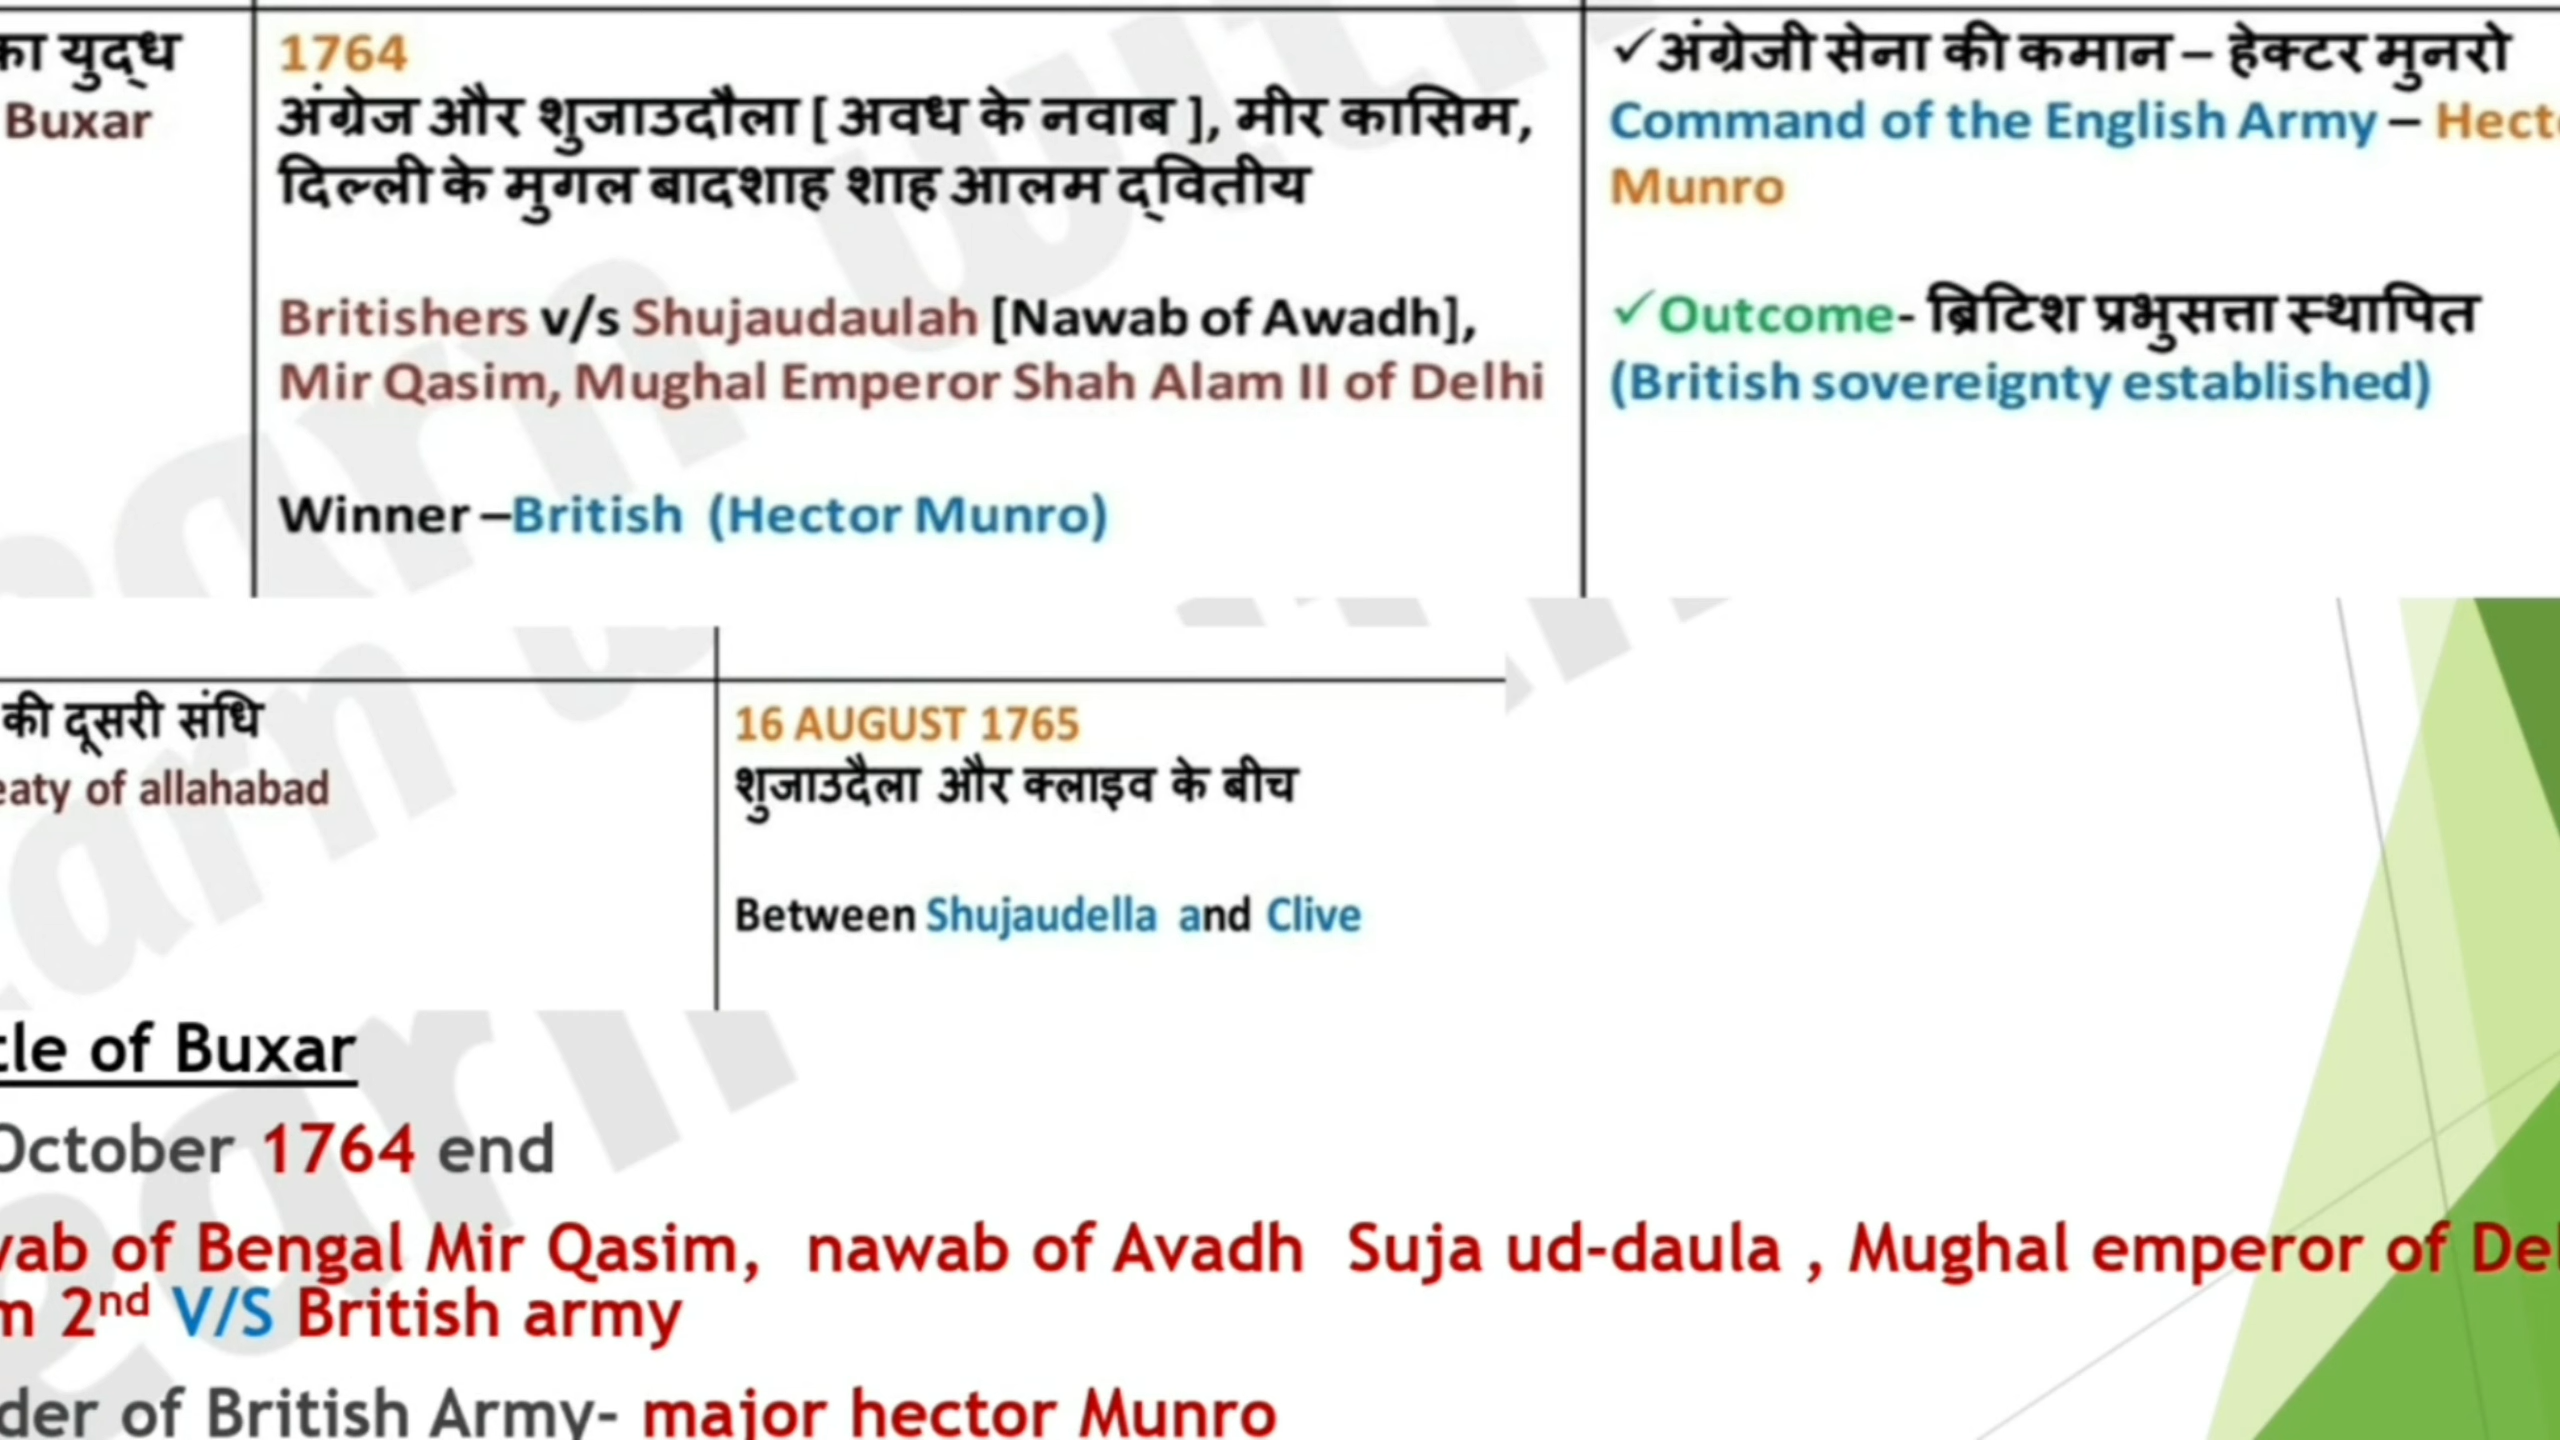 का युद्ध
Buxar
1764
अंग्रेज और शुजाउदौला [ अवध के नवाब ], मीर कासिम,
दिल्ली के मुगल बादशाह शाह आलम द्वितीय
Britishers v/s Shujaudaulah [Nawab of Awadh],
Mir Qasim, Mughal Emperor Shah Alam II of Delhi
Winner –British (Hector Munro)
✓अंग्रेजी सेना की कमान – हेक्टर मुनरो
Command of the English Army – Hect
Munro
✓Outcome- ब्रिटिश प्रभुसत्ता स्थापित
(British sovereignty established)
की दूसरी संधि
eaty of allahabad
16 AUGUST 1765
शुजाउदैला और क्लाइव के बीच
Between Shujaudella and Clive
tle of Buxar
October 1764 end
vab of Bengal Mir Qasim, nawab of Avadh Suja ud-daula , Mughal emperor of Del
m 2nd V/S British army
der of British Army- major hector Munro